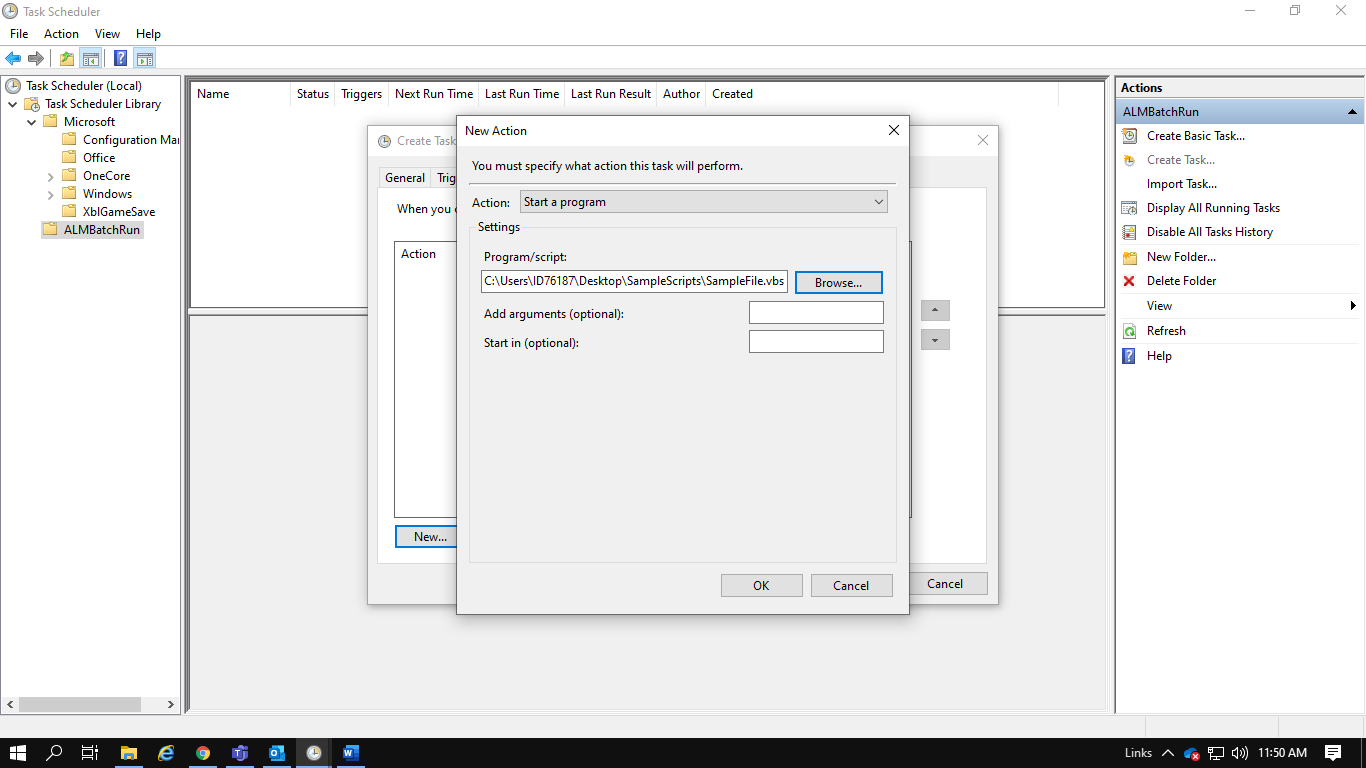 Task Scheduler
File Action View Help
Task Scheduler (Local)
Task Scheduler Library
Microsoft
Configuration Ma
Office
OneCore
Windows
XblGameSave
ALMBatchRun
Name Status Triggers Next Run Time Last Run Time Last Run Result Author Created
Create Task
General Trig
When you c
Action
New...
Cancel
New Action
You must specify what action this task will perform.
Action: Start a program
Settings
Program/script:
C:\Users\ID76187\Desktop\SampleScripts\SampleFile.vbs Browse...
Add arguments (optional):
Start in (optional):
OK Cancel
Actions
ALMBatchRun
Create Basic Task...
Create Task...
Import Task...
Display All Running Tasks
Disable All Tasks History
New Folder...
Delete Folder
View
Refresh
Help
Links 11:50 AM